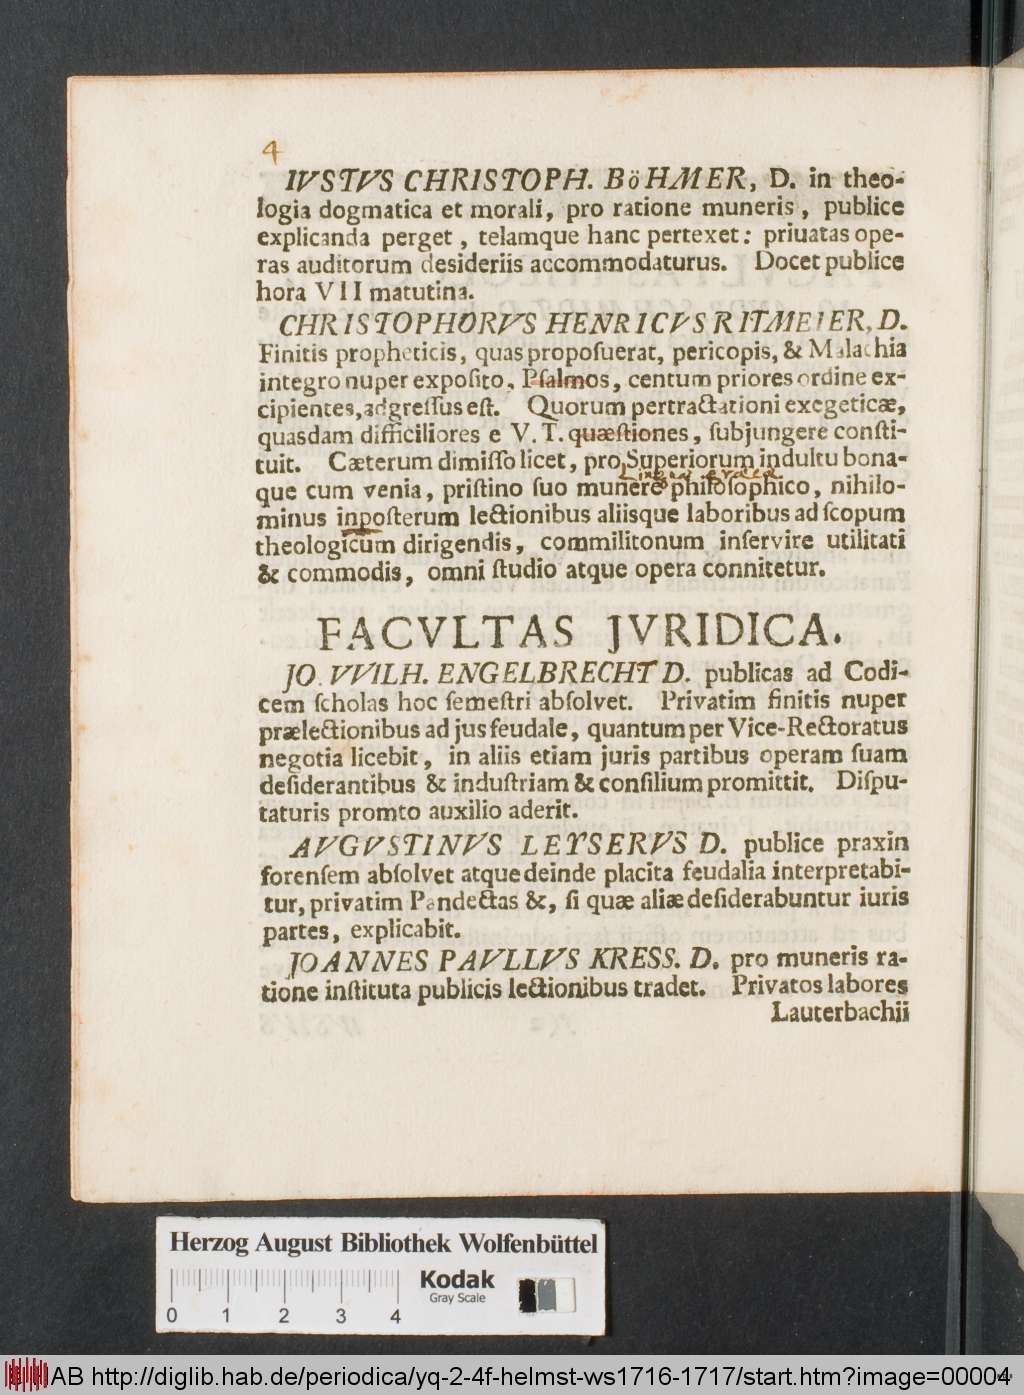 4
IVSTVS CHRISTOPH. BöHMER, D. in theo-
logia dogmatica et morali, pro ratione muneris, publice
explicanda perget, telamque hanc pertexet: priuatas ope-
ras auditorum desideriis accommodaturus. Docet publice
hora VII matutina.
CHRISTOPHORVS HENRICVS RITMEIER, D.
Finitis propheticis, quas propoſuerat, pericopis, & Malachia
integro nuper expoſito, Pſalmos, centum priores ordine ex-
cipientes, adgreſſus eſt. Quorum pertractationi exegeticæ,
quasdam difficiliores e V. T. quæſtiones, ſubjungere conſti-
tuit. Cæterum dimiſſo licet, pro Superiorum indultu bona-
que cum venia, priſtino ſuo munere philoſophico, nihilo-
minus inpoſterum lectionibus aliisque laboribus ad ſcopum
theologicum dirigendis, commilitonum inſervire utilitati
& commodis, omni ſtudio atque opera connitetur.
FACVLTAS JVRIDICA.
JO. VVILH. ENGELBRECHT D. publicas ad Codi-
cem ſcholas hoc ſemeſtri abſolvet. Privatim finitis nuper
prælectionibus ad jus feudale, quantum per Vice-Rectoratus
negotia licebit, in aliis etiam juris partibus operam ſuam
deſiderantibus & induſtriam & conſilium promittit. Diſpu-
taturis promto auxilio aderit.
AVGVSTINVS LEYSERVS D. publice praxin
forenſem abſolvet atque deinde placita feudalia interpretabi-
tur, privatim Pandectas &, ſi quæ aliæ deſiderabuntur iuris
partes, explicabit.
JOANNES PAVLLVS KRESS. D. pro muneris ra-
tione inſtituta publicis lectionibus tradet. Privatos labores
Lauterbachii
Herzog August Bibliothek Wolfenbüttel
Kodak
Gray Scale
0 1 2 3 4
HAB http://diglib.hab.de/periodica/yq-2-4f-helmst-ws1716-1717/start.htm?image=00004